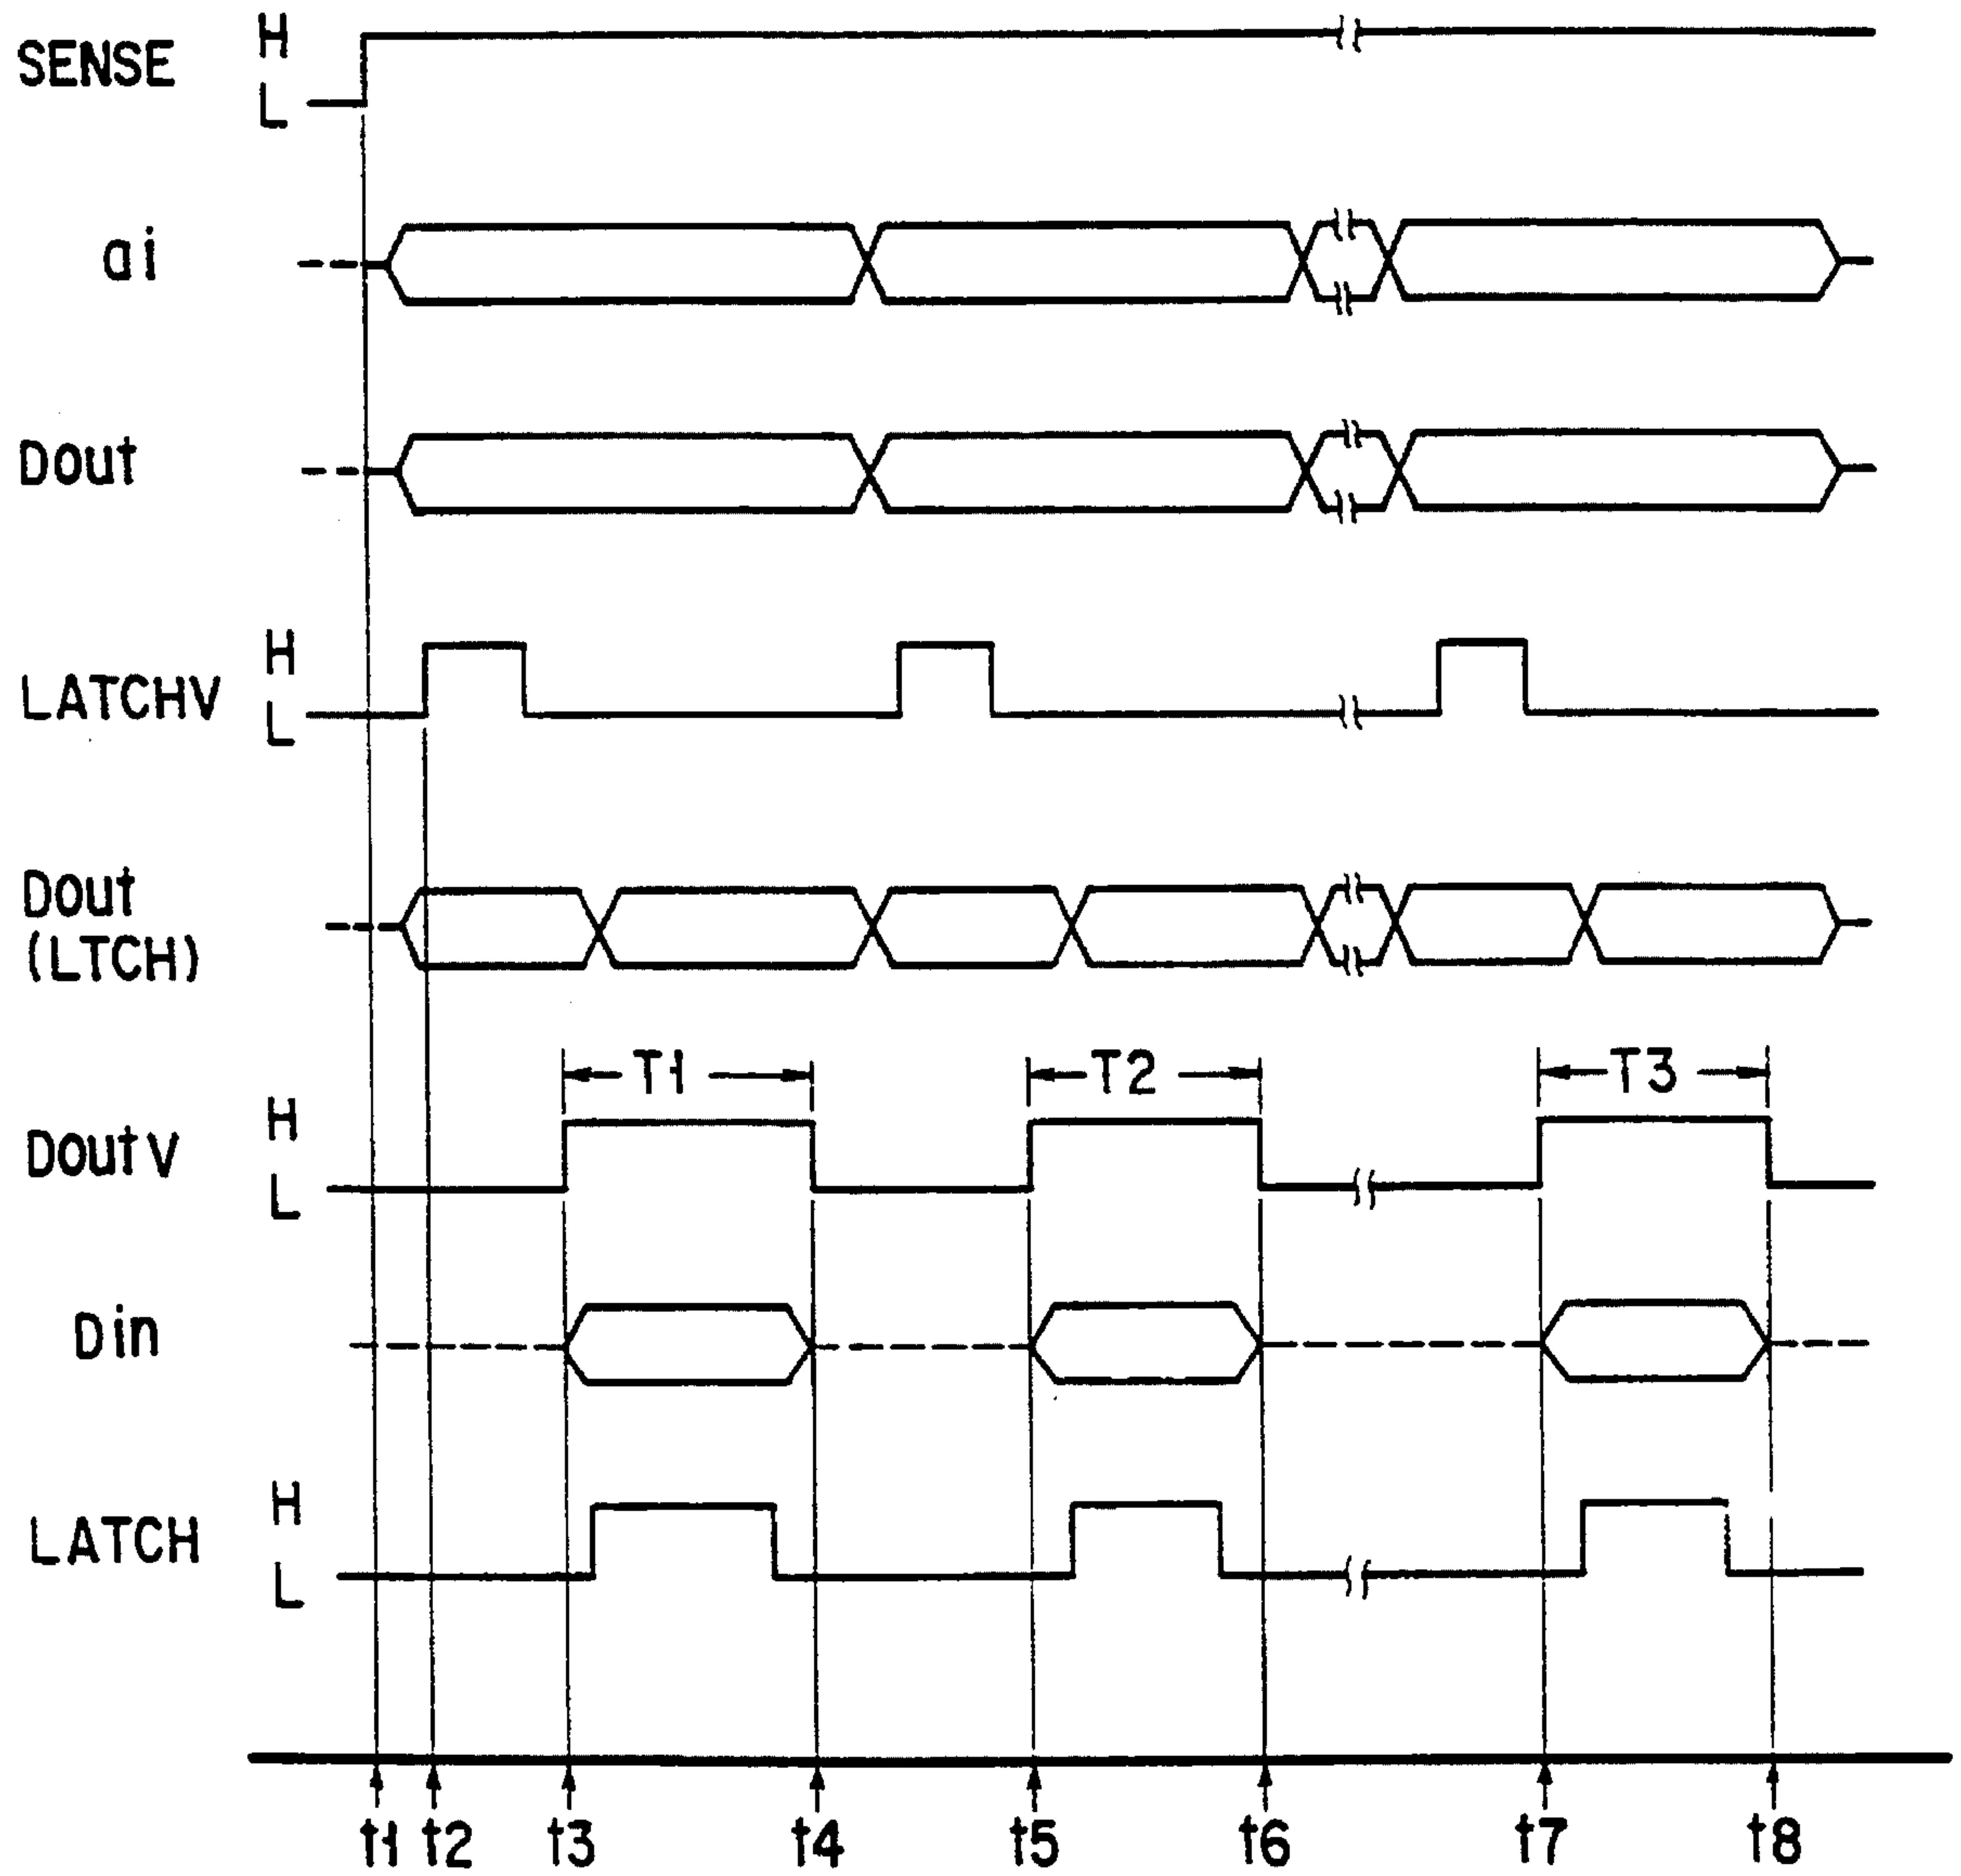 SENSE H
L
ai
Dout
H
LATCHV L
Dout
(LTCH)
T1 T2 T3
H
DoutV
L
Din
H
LATCH
L
t1 t2 t3 t4 t5 t6 t7 t8